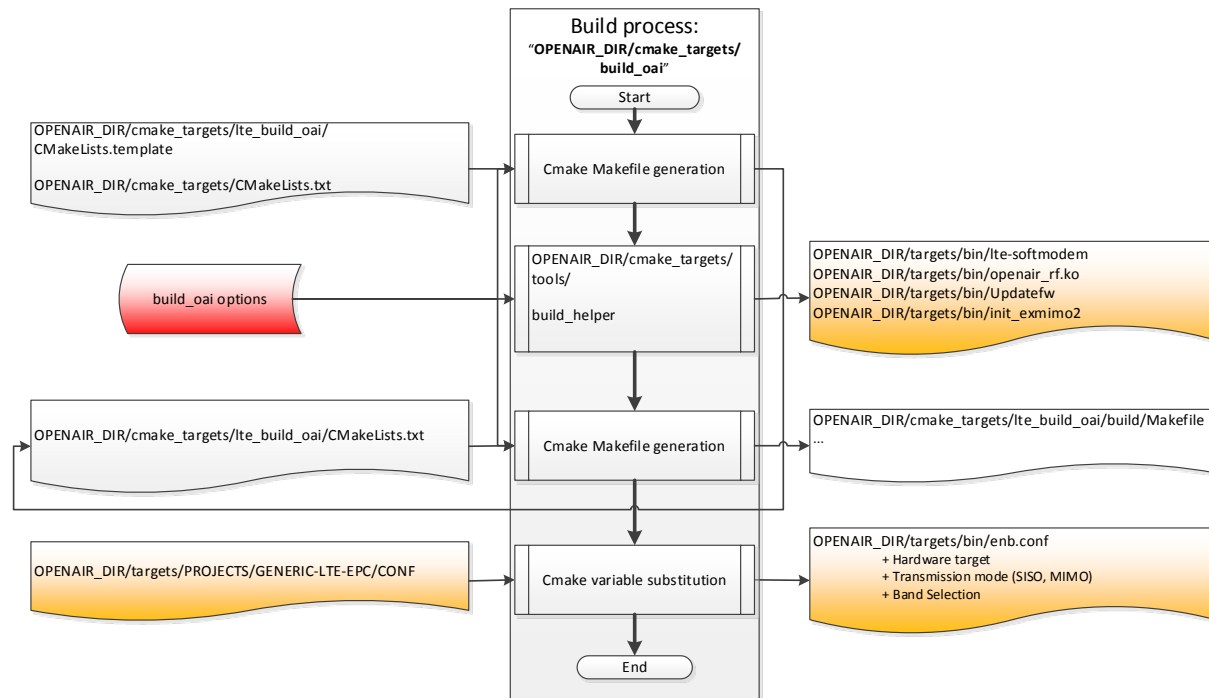 Build process:
“OPENAIR_DIR/cmake_targets/
build_oai”
Start
OPENAIR_DIR/cmake_targets/lte_build_oai/
CMakeLists.template
OPENAIR_DIR/cmake_targets/CMakeLists.txt
Cmake Makefile generation
build_oai options
OPENAIR_DIR/cmake_targets/
tools/
build_helper
OPENAIR_DIR/targets/bin/lte-softmodem
OPENAIR_DIR/targets/bin/openair_rf.ko
OPENAIR_DIR/targets/bin/Updatefw
OPENAIR_DIR/targets/bin/init_exmimo2
OPENAIR_DIR/cmake_targets/lte_build_oai/CMakeLists.txt
Cmake Makefile generation
OPENAIR_DIR/cmake_targets/lte_build_oai/build/Makefile
...
OPENAIR_DIR/targets/PROJECTS/GENERIC-LTE-EPC/CONF
Cmake variable substitution
OPENAIR_DIR/targets/bin/enb.conf
+ Hardware target
+ Transmission mode (SISO, MIMO)
+ Band Selection
End